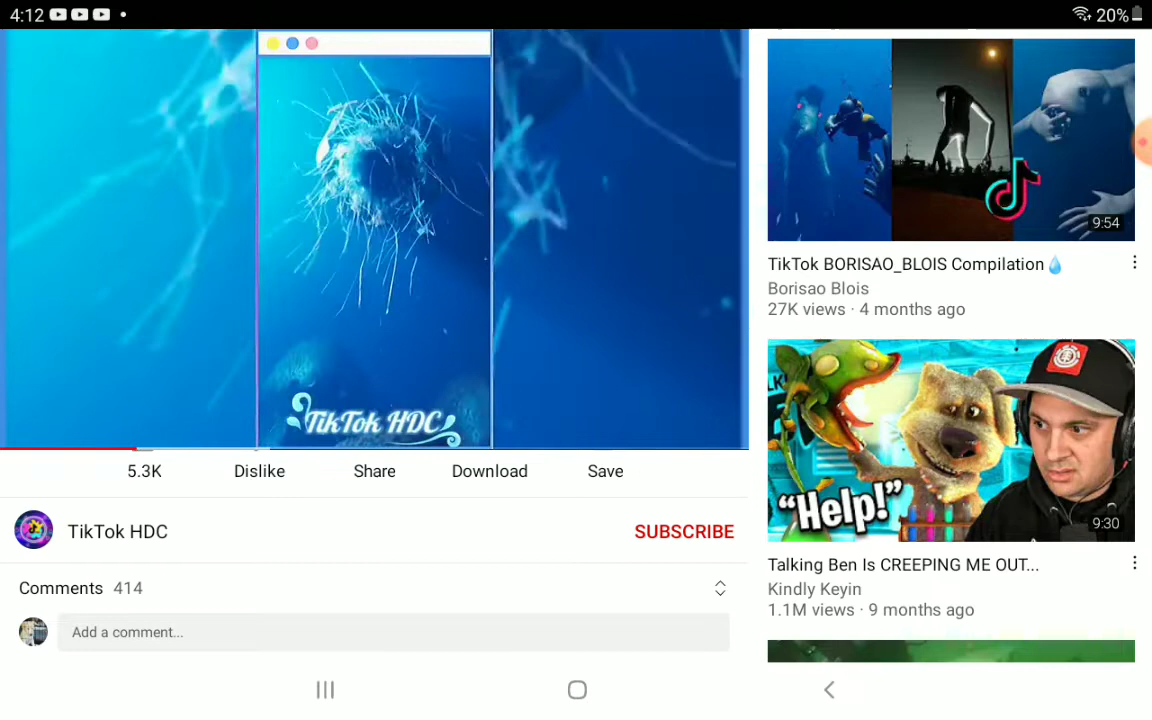 4:12
20%
TikTok HDC
5.3K
Dislike
Share
Download
Save
TikTok HDC
SUBSCRIBE
Comments 414
Add a comment...
9:54
TikTok BORISAO_BLOIS Compilation💧
Borisao Blois
27K views · 4 months ago
"Help!"
9:30
Talking Ben Is CREEPING ME OUT...
Kindly Keyin
1.1M views · 9 months ago